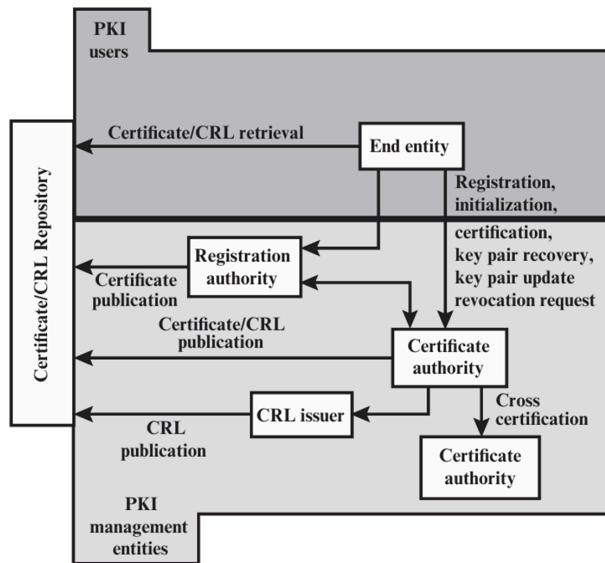 PKI
users
Certificate/CRL Repository
Certificate/CRL retrieval
End entity
Registration,
initialization,
certification,
key pair recovery,
key pair update
revocation request
Registration
authority
Certificate
publication
Certificate/CRL
publication
Certificate
authority
CRL issuer
CRL
publication
Cross
certification
Certificate
authority
PKI
management
entities